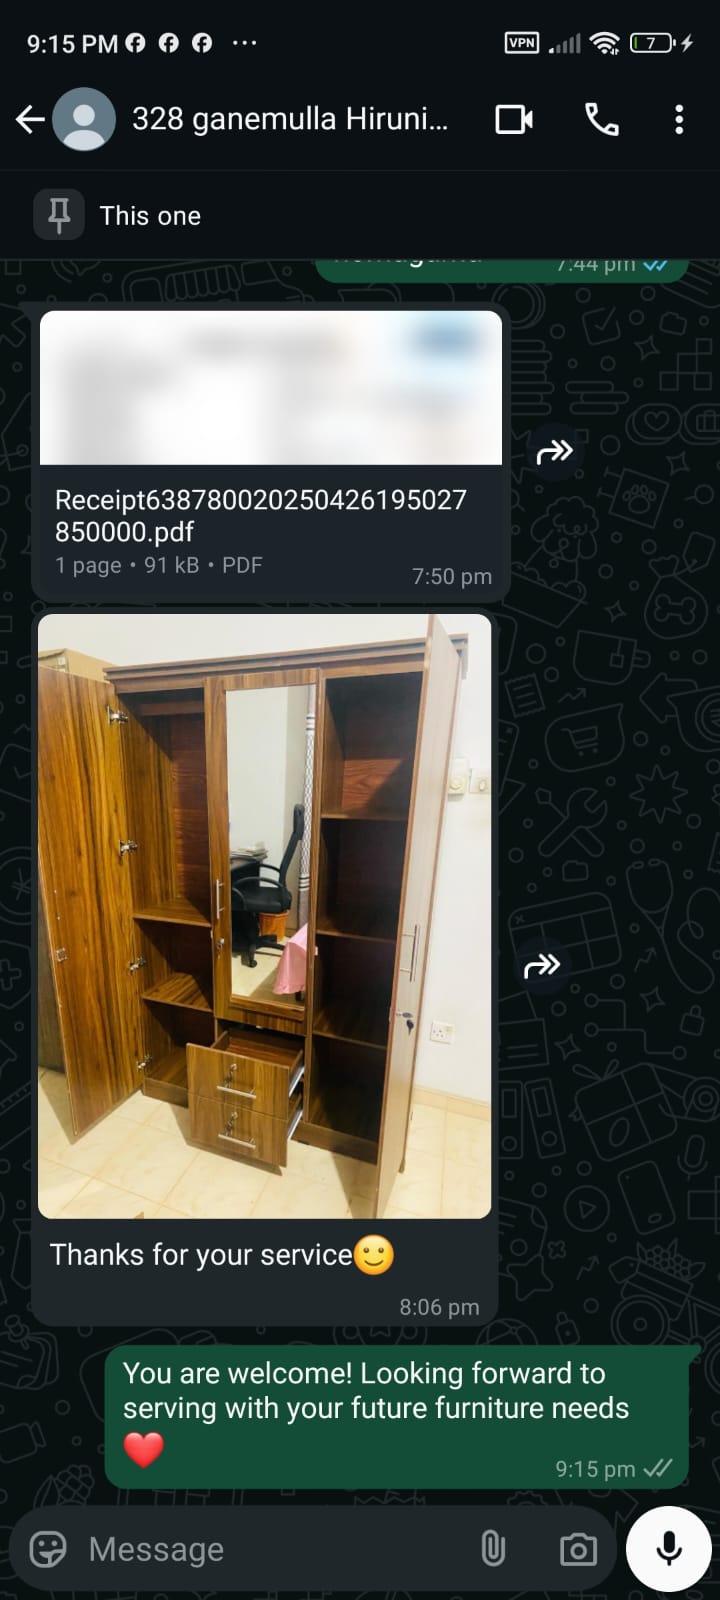 9:15 PM
VPN
7
328 ganemulla Hiruni...
This one
7:44 pm
Receipt638780020250426195027
850000.pdf
1 page • 91 kB • PDF
7:50 pm
Thanks for your service🙂
8:06 pm
You are welcome! Looking forward to
serving with your future furniture needs
❤️
9:15 pm
Message